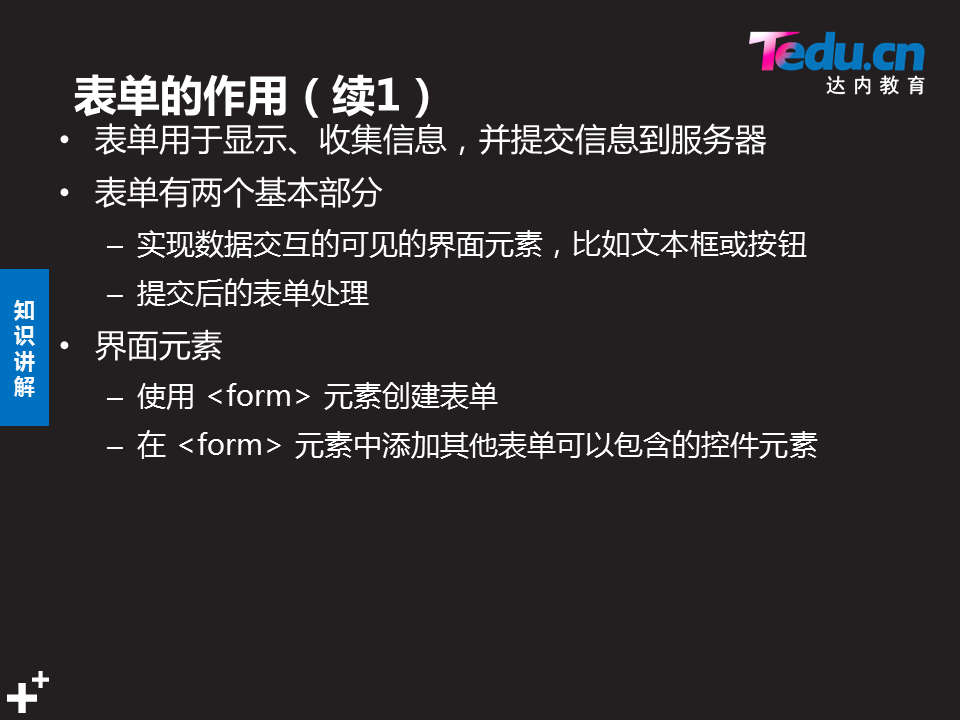 Tedu.cn
达内教育
表单的作用（续1）
• 表单用于显示、收集信息，并提交信息到服务器
• 表单有两个基本部分
– 实现数据交互的可见的界面元素，比如文本框或按钮
– 提交后的表单处理
知识讲解
• 界面元素
– 使用 <form> 元素创建表单
– 在 <form> 元素中添加其他表单可以包含的控件元素